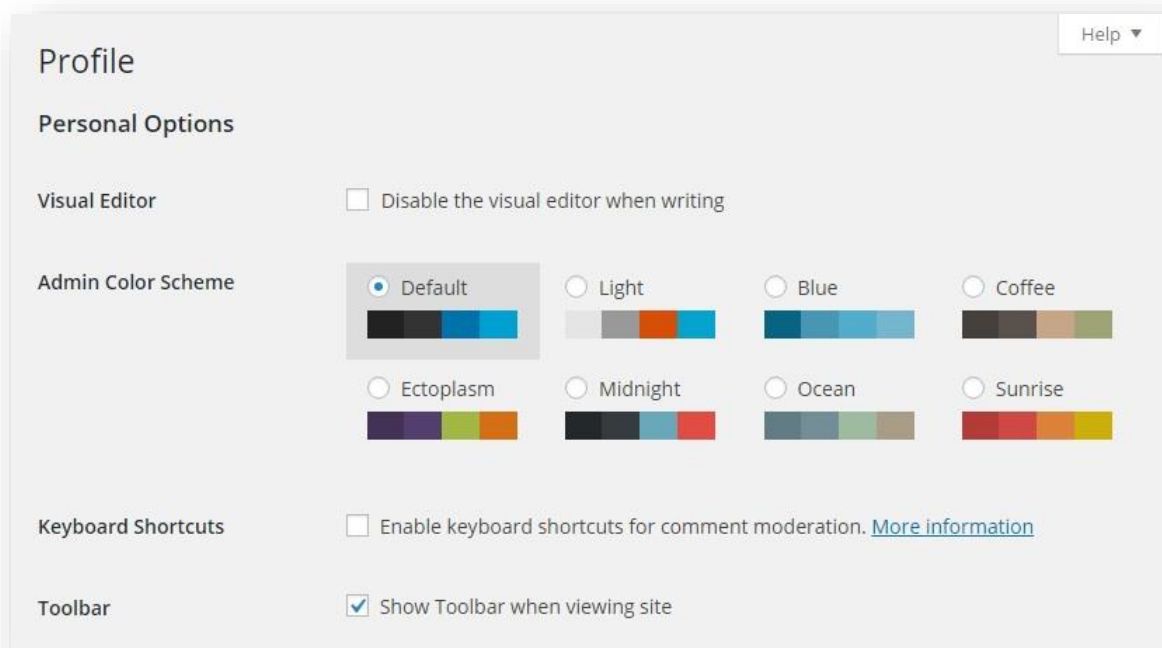 Help
Profile
Personal Options
Visual Editor Disable the visual editor when writing
Admin Color Scheme Default Light Blue Coffee
Ectoplasm Midnight Ocean Sunrise
Keyboard Shortcuts Enable keyboard shortcuts for comment moderation. More information
Toolbar Show Toolbar when viewing site